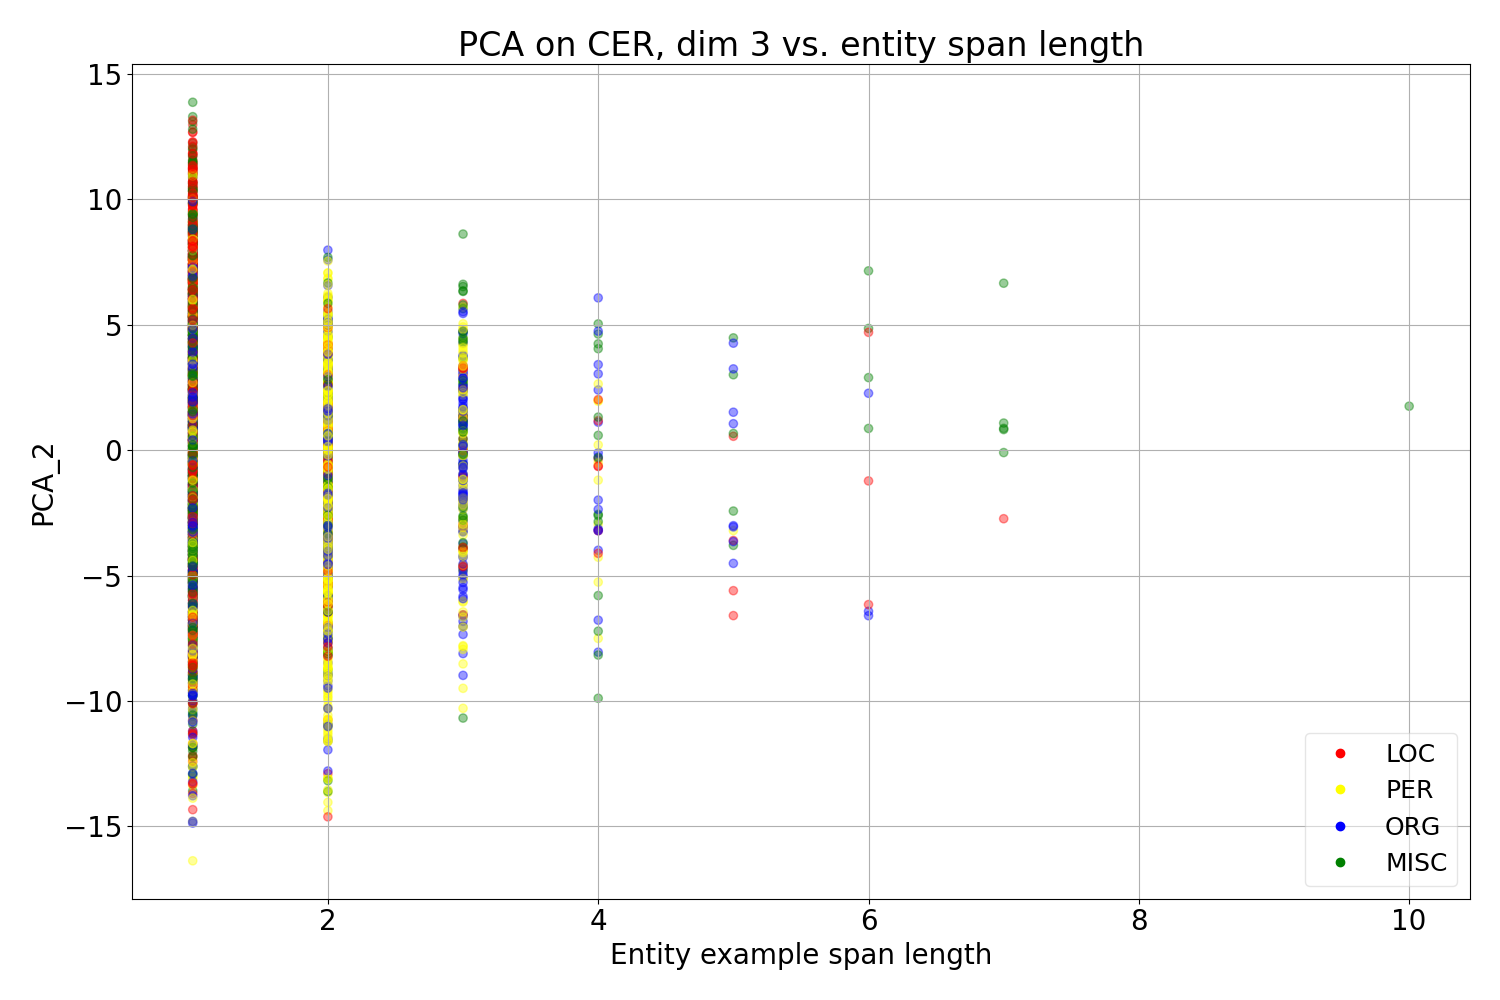 PCA on CER, dim 3 vs. entity span length
15
10
5
0
−5
−10
−15
PCA_2
2
4
6
8
10
Entity example span length
LOC
PER
ORG
MISC